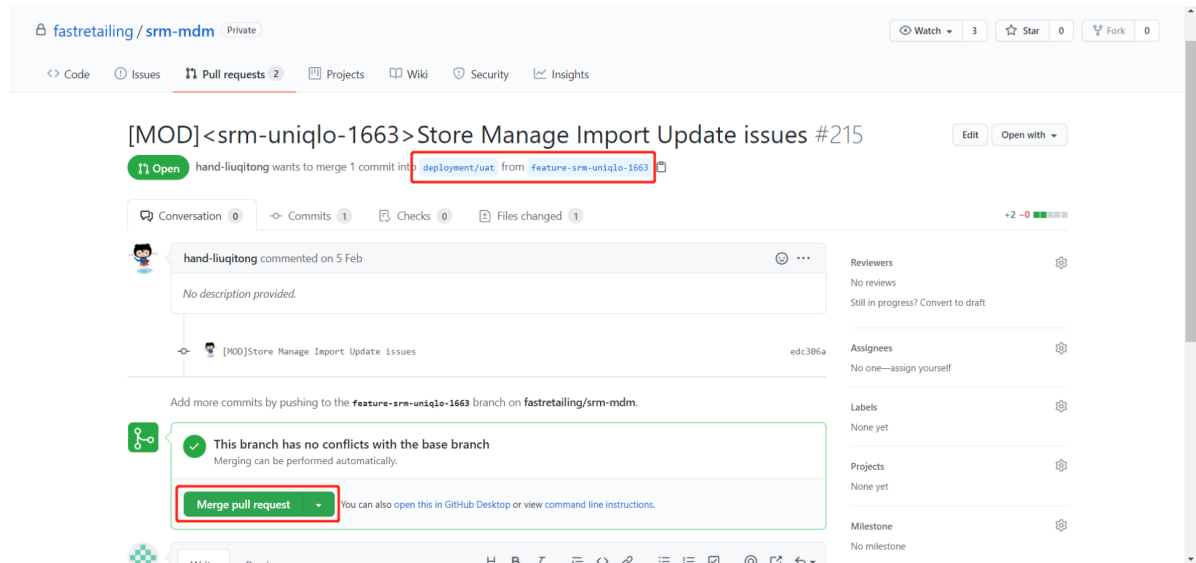 fastretailing / srm-mdm Private
Watch 3 Star 0 Fork 0
Code Issues Pull requests 2 Projects Wiki Security Insights
[MOD]<srm-uniqlo-1663>Store Manage Import Update issues #215
Edit Open with
Open hand-liuqitong wants to merge 1 commit into deployment/uat from feature-srm-uniqlo-1663
Conversation 0 Commits 1 Checks 0 Files changed 1
+2 −0
hand-liuqitong commented on 5 Feb
No description provided.
[MOD]Store Manage Import Update issues edc306a
Add more commits by pushing to the feature-srm-uniqlo-1663 branch on fastretailing/srm-mdm.
This branch has no conflicts with the base branch
Merging can be performed automatically.
Merge pull request
You can also open this in GitHub Desktop or view command line instructions.
Reviewers
No reviews
Still in progress? Convert to draft
Assignees
No one—assign yourself
Labels
None yet
Projects
None yet
Milestone
No milestone